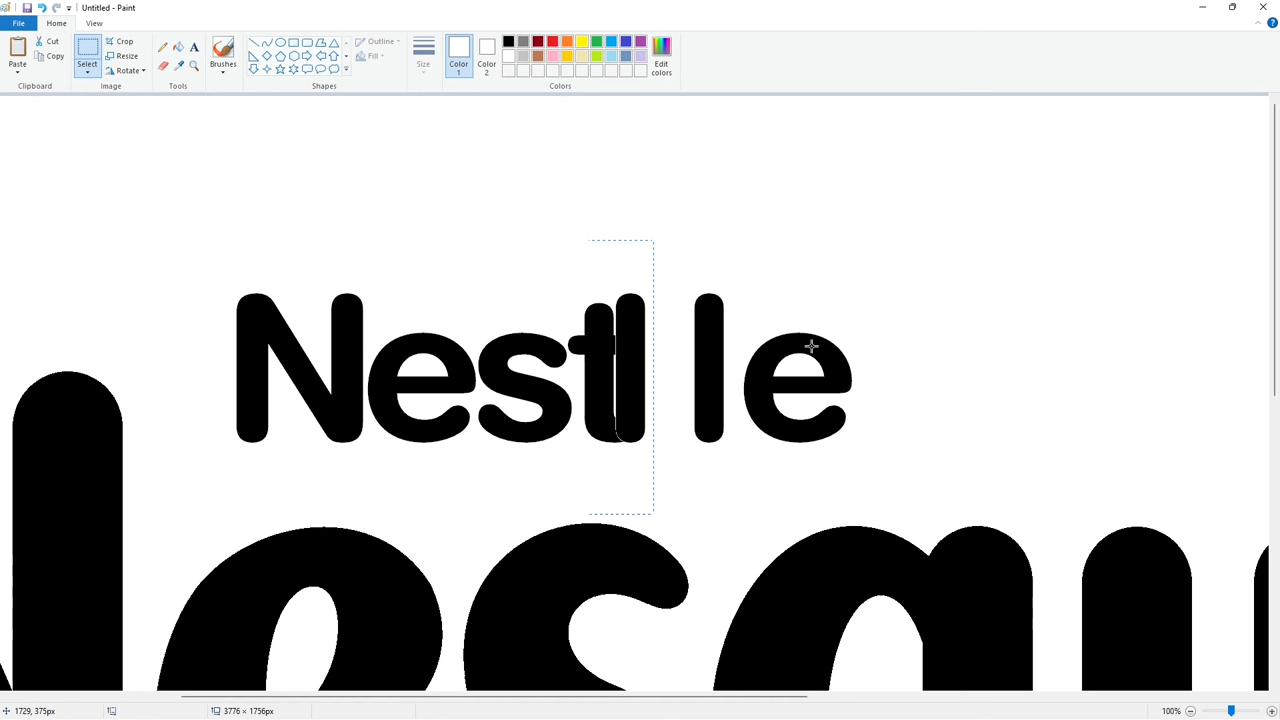 Untitled - Paint
File Home View
Paste
Cut
Copy
Clipboard
Select
Crop
Resize
Rotate
Image
A
Tools
Brushes
Outline
Fill
Shapes
Size
Color 1
Color 2
Edit colors
Colors
Nestl le
1729, 375px
3776 × 1756px
100%